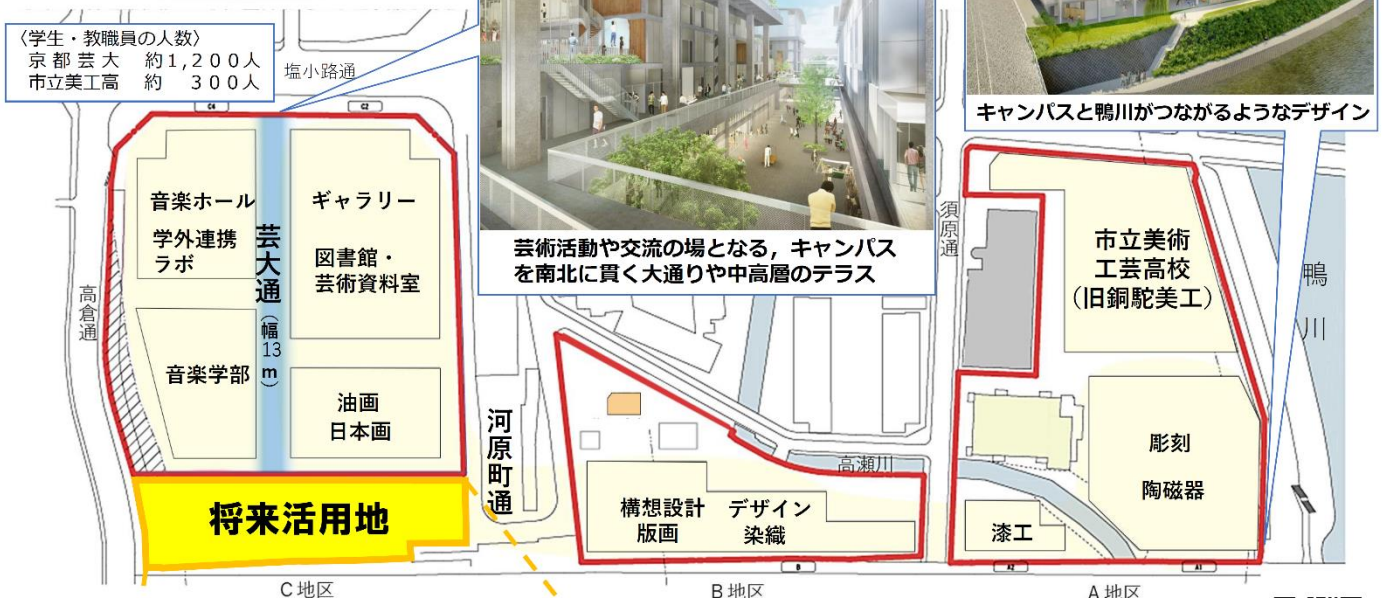 〈学生・教職員の人数〉
京都芸大 約1,200人
市立美工高 約 300人
塩小路通
C4
C2
キャンパスと鴨川がつながるようなデザイン
芸術活動や交流の場となる，キャンパス
を南北に貫く大通りや中高層のテラス
高倉通
音楽ホール
学外連携
ラボ
芸大通（幅13m）
ギャラリー
図書館・
芸術資料室
音楽学部
油画
日本画
将来活用地
河原町通
須原通
市立美術
工芸高校
（旧銅駝美工）
鴨川
高瀬川
構想設計
版画
デザイン
染織
彫刻
陶磁器
漆工
B
A2
A1
C地区
B地区
A地区